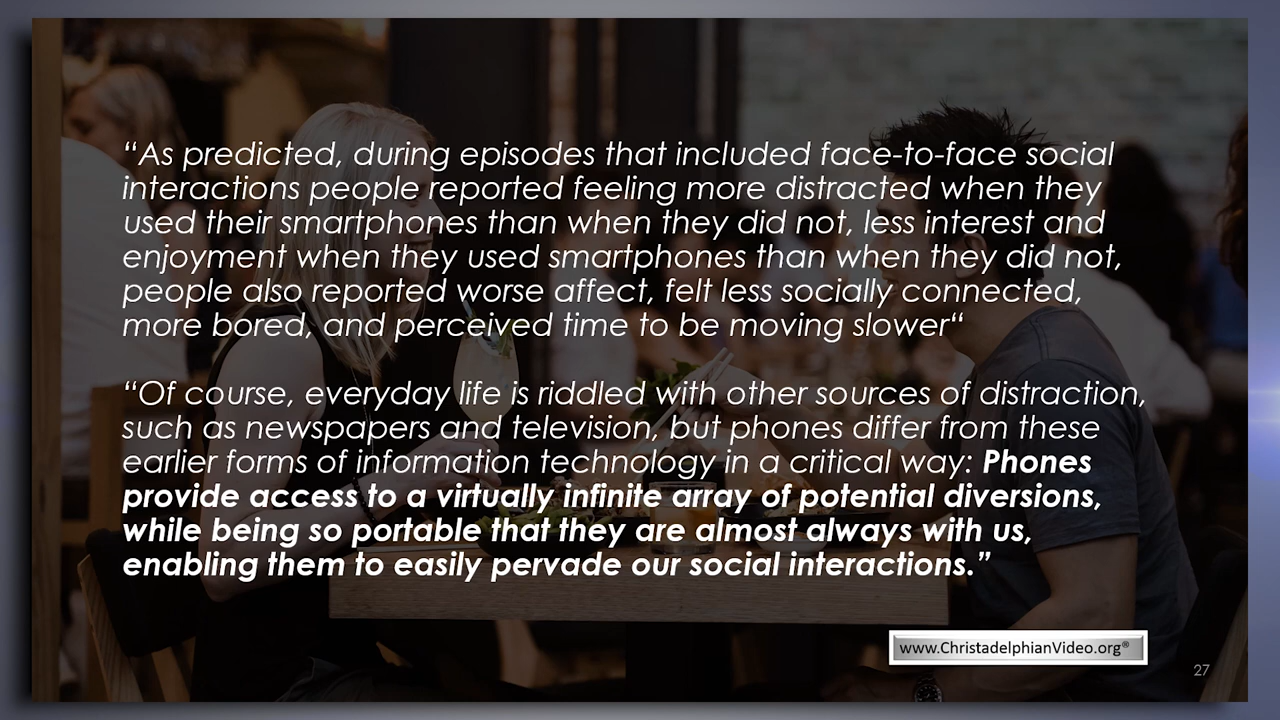 “As predicted, during episodes that included face-to-face social
interactions people reported feeling more distracted when they
used their smartphones than when they did not, less interest and
enjoyment when they used smartphones than when they did not,
people also reported worse affect, felt less socially connected,
more bored, and perceived time to be moving slower“
“Of course, everyday life is riddled with other sources of distraction,
such as newspapers and television, but phones differ from these
earlier forms of information technology in a critical way: Phones
provide access to a virtually infinite array of potential diversions,
while being so portable that they are almost always with us,
enabling them to easily pervade our social interactions.”
www.ChristadelphianVideo.org®
27